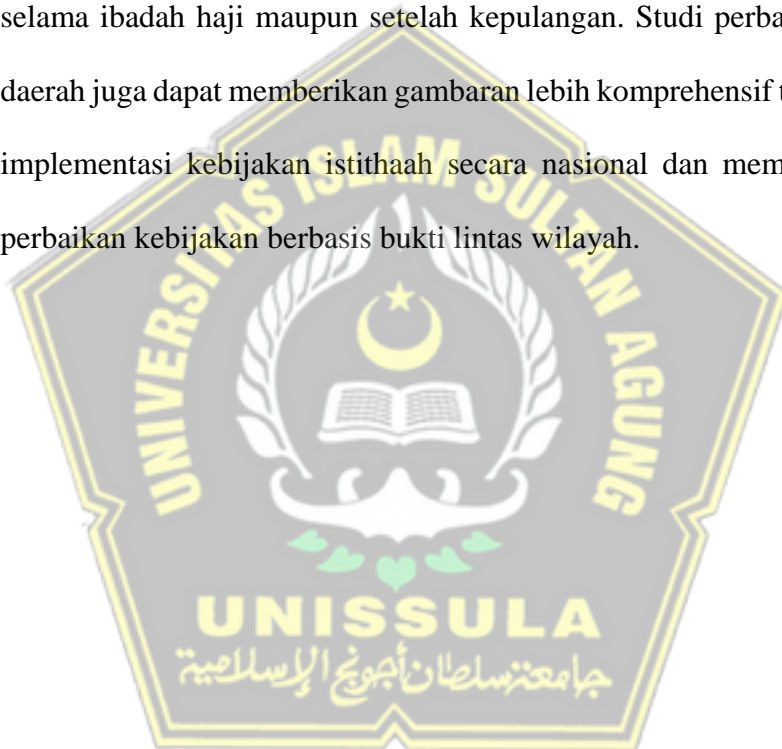 selama ibadah haji maupun setelah kepulangan. Studi perba
daerah juga dapat memberikan gambaran lebih komprehensif t
implementasi kebijakan istithaah secara nasional dan mem
perbaikan kebijakan berbasis bukti lintas wilayah.
UNIVERSITAS ISLAM SULTAN AGUNG
UNISSULA
جامعة سلطان أجونج الإسلامية